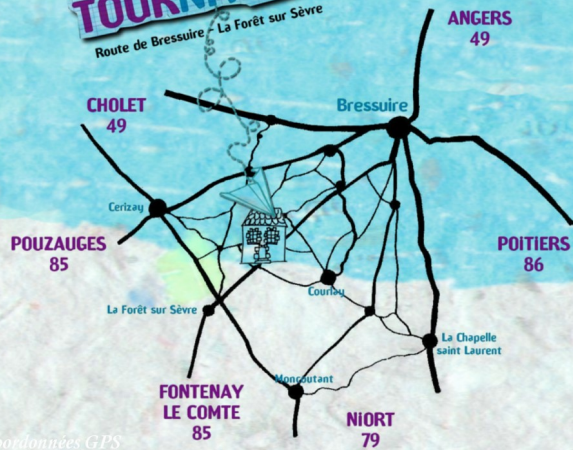 Route de Bressuire - La Forêt sur Sèvre
ANGERS
49
CHOLET
49
Bressuire
Cerizay
POUZAUGES
85
POITIERS
86
Courlay
La Forêt sur Sèvre
La Chapelle
saint Laurent
Moncoutant
FONTENAY
LE COMTE
85
NiORT
79
GPS